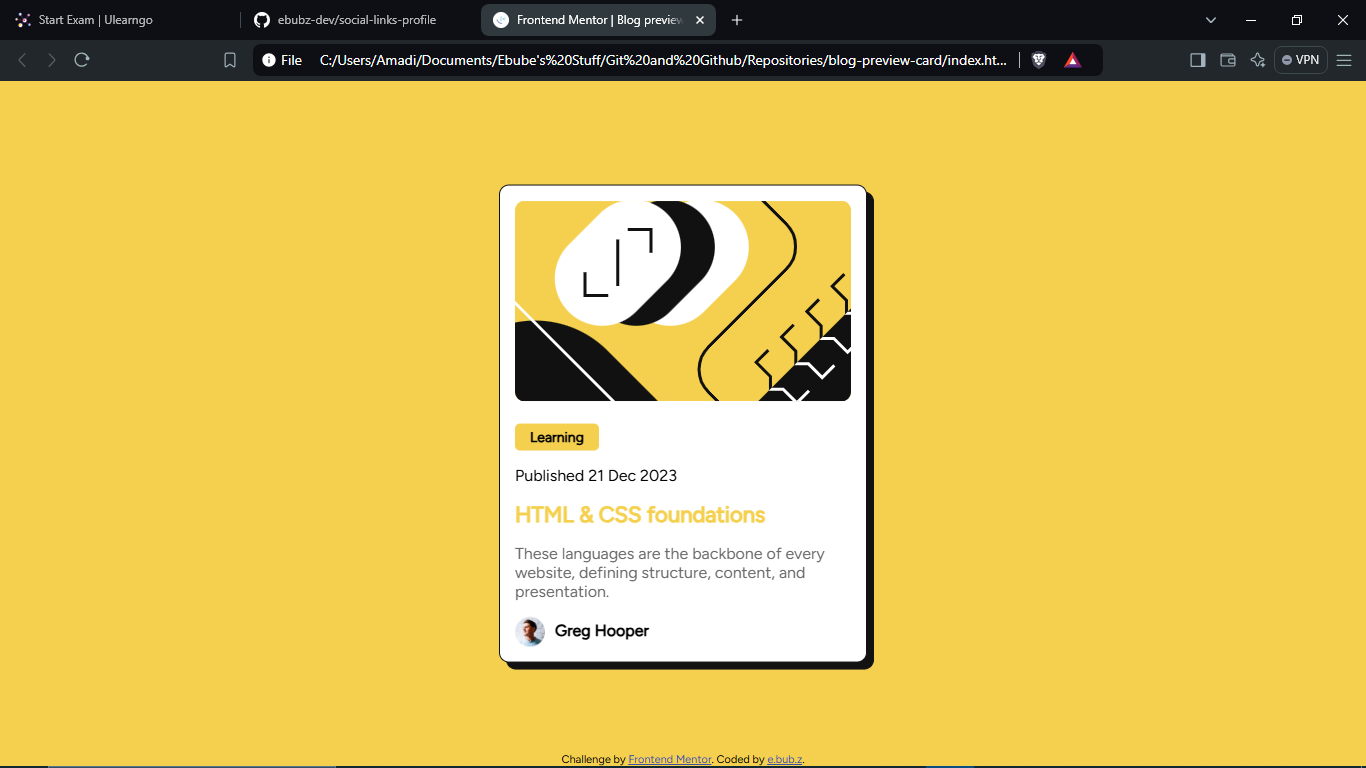 Start Exam | Ulearngo
ebubz-dev/social-links-profile
Frontend Mentor | Blog preview
File C:/Users/Amadi/Documents/Ebube's%20Stuff/Git%20and%20Github/Repositories/blog-preview-card/index.ht...
VPN
Learning
Published 21 Dec 2023
HTML & CSS foundations
These languages are the backbone of every
website, defining structure, content, and
presentation.
Greg Hooper
Challenge by Frontend Mentor. Coded by e.bub.z.